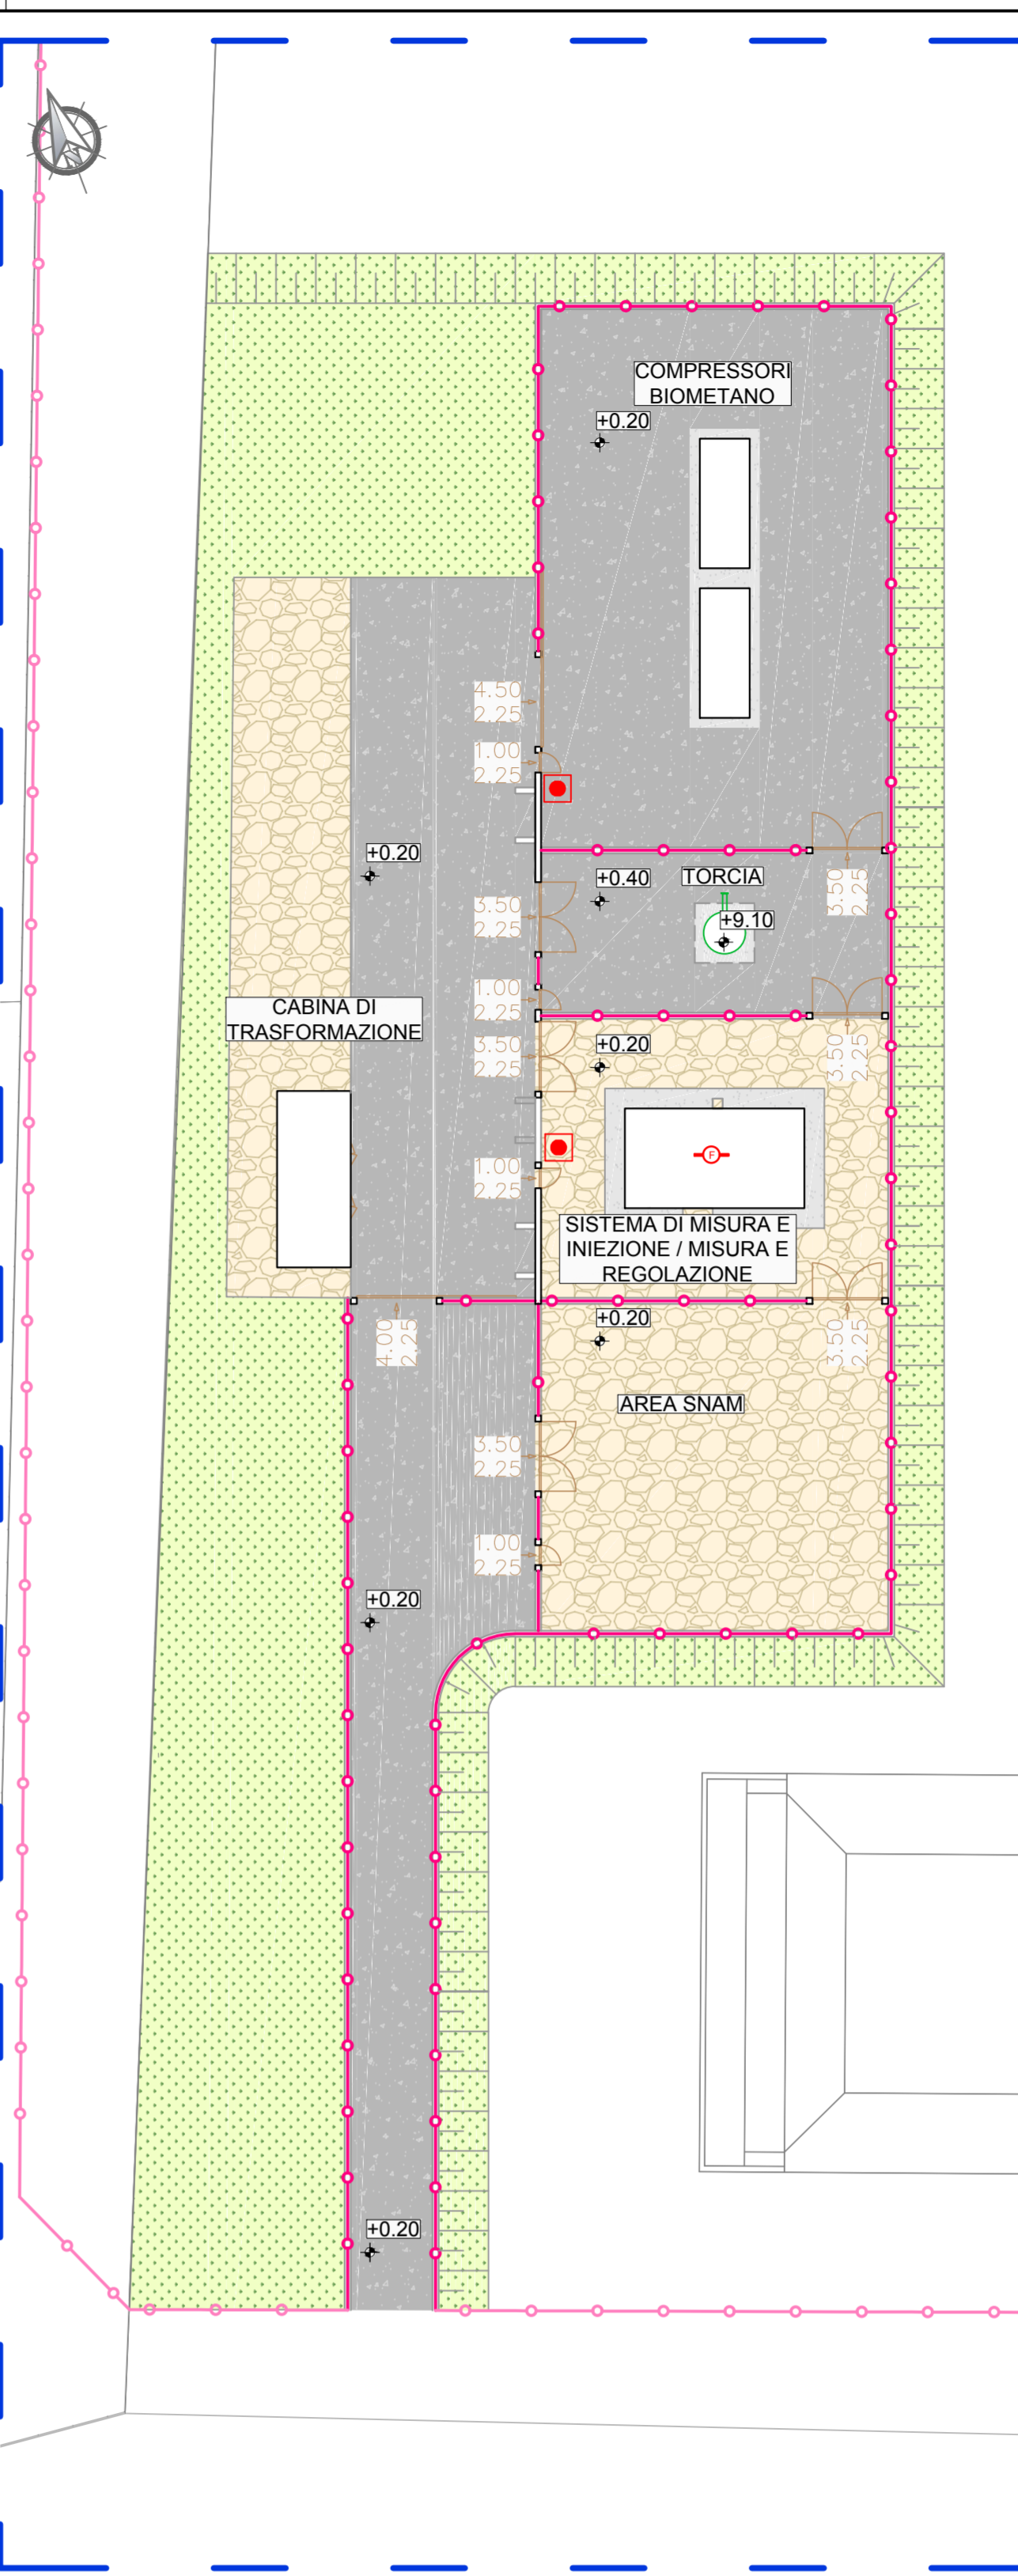 N
COMPRESSORI
BIOMETANO
+0.20
4.50
2.25
1.00
2.25
+0.20
+0.40
TORCIA
3.50
2.25
3.50
2.25
+9.10
1.00
2.25
CABINA DI
TRASFORMAZIONE
3.50
2.25
+0.20
3.50
2.25
F
1.00
2.25
SISTEMA DI MISURA E
INIEZIONE / MISURA E
REGOLAZIONE
4.00
2.25
+0.20
3.50
2.25
AREA SNAM
3.50
2.25
1.00
2.25
+0.20
+0.20